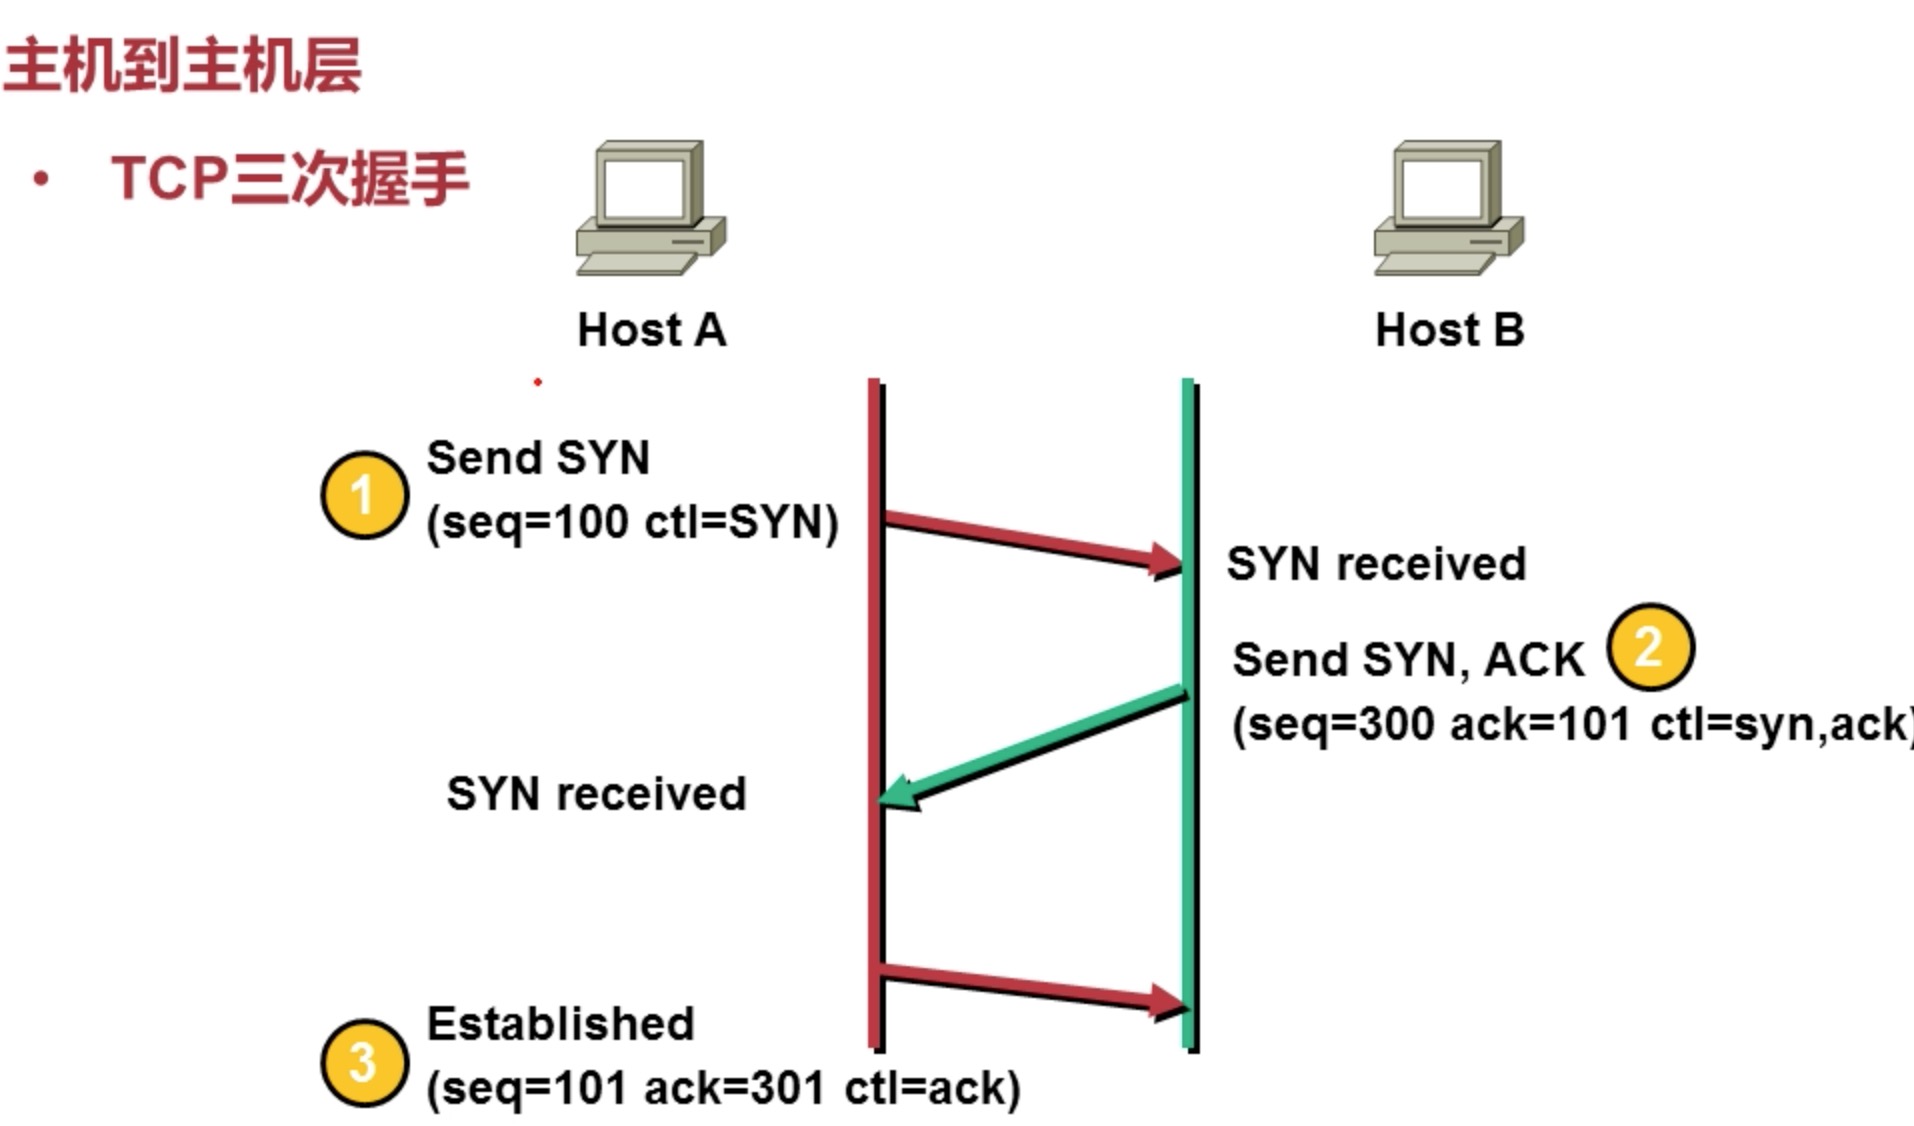 主机到主机层
• TCP三次握手
Host A
Host B
1
Send SYN
(seq=100 ctl=SYN)
SYN received
Send SYN, ACK
2
(seq=300 ack=101 ctl=syn,ack)
SYN received
3
Established
(seq=101 ack=301 ctl=ack)